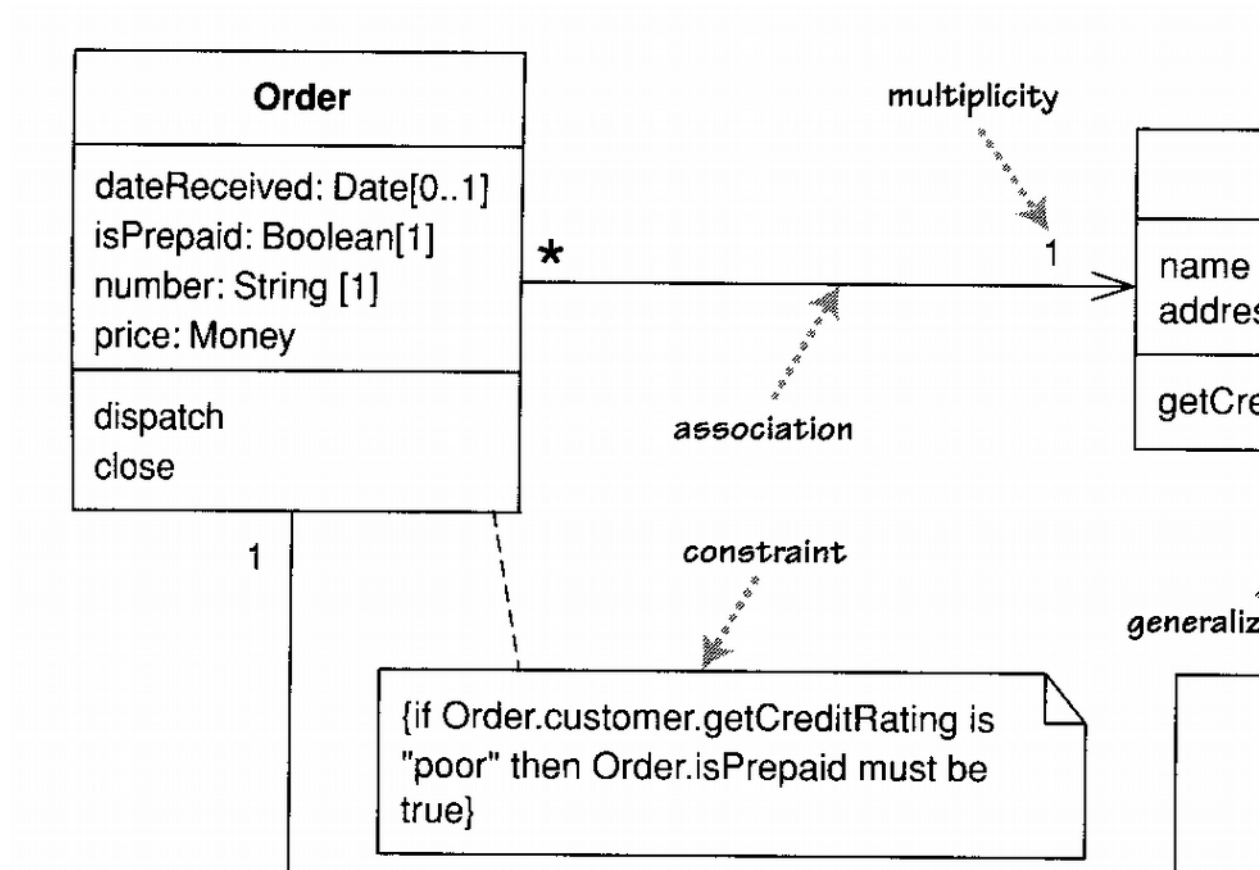 Order
dateReceived: Date[0..1]
isPrepaid: Boolean[1]
number: String [1]
price: Money
dispatch
close
*
multiplicity
1
association
name
addres
getCre
1
constraint
{if Order.customer.getCreditRating is
"poor" then Order.isPrepaid must be
true}
generaliz